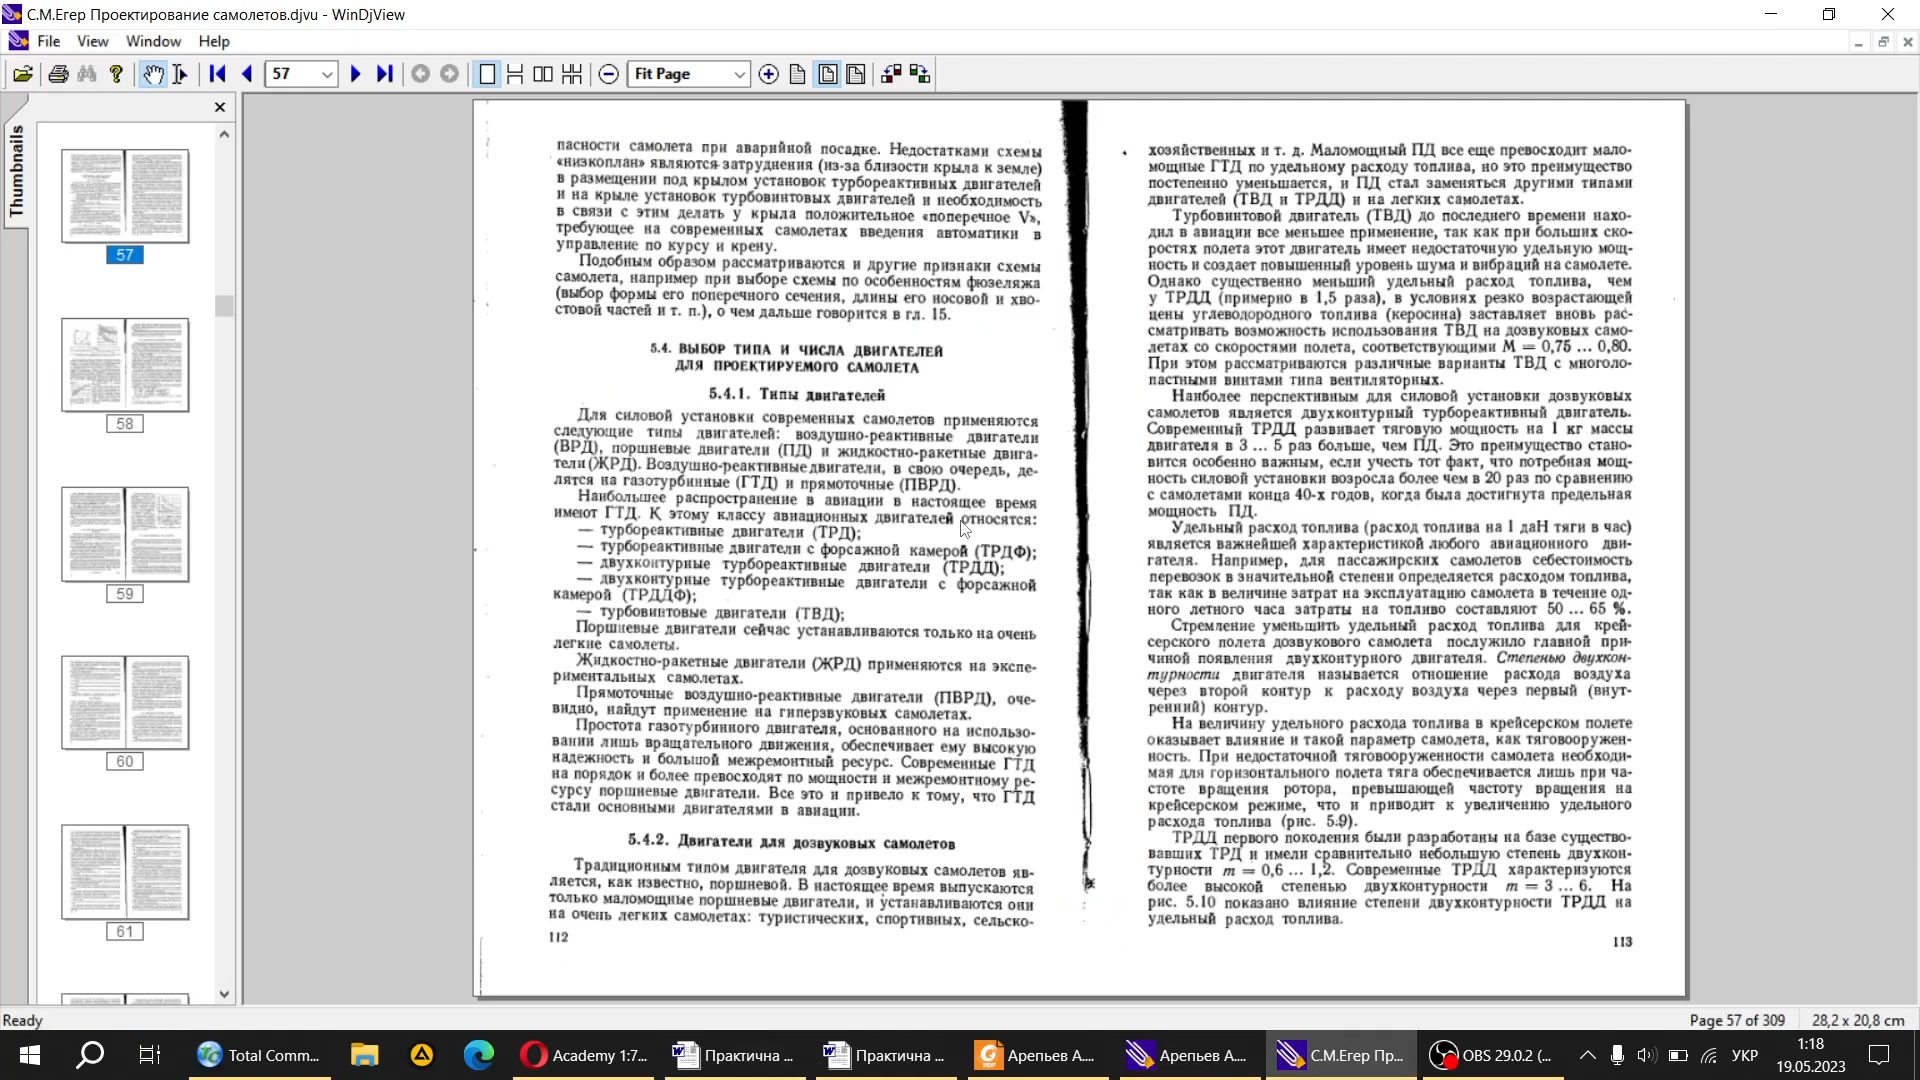 С.М.Егер Проектирование самолетов.djvu - WinDjView
File View Window Help
57
Fit Page
Thumbnails
57
58
59
60
61
пасности самолета при аварийной посадке. Недостатками схемы
«низкоплан» являются затруднения (из-за близости крыла к земле)
в размещении под крылом установок турбореактивных двигателей
и на крыле установок турбовинтовых двигателей и необходимость
в связи с этим делать у крыла положительное «поперечное V»,
требующее на современных самолетах введения автоматики в
управление по курсу и крену.
Подобным образом рассматриваются и другие признаки схемы
самолета, например при выборе схемы по особенностям фюзеляжа
(выбор формы его поперечного сечения, длины его носовой и хво-
стовой частей и т. п.), о чем дальше говорится в гл. 15.
5.4. ВЫБОР ТИПА И ЧИСЛА ДВИГАТЕЛЕЙ
ДЛЯ ПРОЕКТИРУЕМОГО САМОЛЕТА
5.4.1. Типы двигателей
Для силовой установки современных самолетов применяются
следующие типы двигателей: воздушно-реактивные двигатели
(ВРД), поршневые двигатели (ПД) и жидкостно-ракетные двига-
тели (ЖРД). Воздушно-реактивные двигатели, в свою очередь, де-
лятся на газотурбинные (ГТД) и прямоточные (ПВРД).
Наибольшее распространение в авиации в настоящее время
имеют ГТД. К этому классу авиационных двигателей относятся:
— турбореактивные двигатели (ТРД);
— турбореактивные двигатели с форсажной камерой (ТРДФ);
— двухконтурные турбореактивные двигатели (ТРДД);
— двухконтурные турбореактивные двигатели с форсажной
камерой (ТРДДФ);
— турбовинтовые двигатели (ТВД);
Поршневые двигатели сейчас устанавливаются только на очень
легкие самолеты.
Жидкостно-ракетные двигатели (ЖРД) применяются на экспе-
риментальных самолетах.
Прямоточные воздушно-реактивные двигатели (ПВРД), оче-
видно, найдут применение на гиперзвуковых самолетах.
Простота газотурбинного двигателя, основанного на использо-
вании лишь вращательного движения, обеспечивает ему высокую
надежность и большой межремонтный ресурс. Современные ГТД
на порядок и более превосходят по мощности и межремонтному ре-
сурсу поршневые двигатели. Все это и привело к тому, что ГТД
стали основными двигателями в авиации.
5.4.2. Двигатели для дозвуковых самолетов
Традиционным типом двигателя для дозвуковых самолетов яв-
ляется, как известно, поршневой. В настоящее время выпускаются
только маломощные поршневые двигатели, и устанавливаются они
на очень легких самолетах: туристических, спортивных, сельско-
112
хозяйственных и т. д. Маломощный ПД все еще превосходит мало-
мощные ГТД по удельному расходу топлива, но это преимущество
постепенно уменьшается, и ПД стал заменяться другими типами
двигателей (ТВД и ТРДД) и на легких самолетах.
Турбовинтовой двигатель (ТВД) до последнего времени нахо-
дил в авиации все меньшее применение, так как при больших ско-
ростях полета этот двигатель имеет недостаточную удельную мощ-
ность и создает повышенный уровень шума и вибраций на самолете.
Однако существенно меньший удельный расход топлива, чем
у ТРДД (примерно в 1,5 раза), в условиях резко возрастающей
цены углеводородного топлива (керосина) заставляет вновь рас-
сматривать возможность использования ТВД на дозвуковых само-
летах со скоростями полета, соответствующими М = 0,75 ... 0,80.
При этом рассматриваются различные варианты ТВД с многоло-
пастными винтами типа вентиляторных.
Наиболее перспективным для силовой установки дозвуковых
самолетов является двухконтурный турбореактивный двигатель.
Современный ТРДД развивает тяговую мощность на 1 кг массы
двигателя в 3 ... 5 раз больше, чем ПД. Это преимущество стано-
вится особенно важным, если учесть тот факт, что потребная мощ-
ность силовой установки возросла более чем в 20 раз по сравнению
с самолетами конца 40-х годов, когда была достигнута предельная
мощность ПД.
Удельный расход топлива (расход топлива на 1 даН тяги в час)
является важнейшей характеристикой любого авиационного дви-
гателя. Например, для пассажирских самолетов себестоимость
перевозок в значительной степени определяется расходом топлива,
так как в величине затрат на эксплуатацию самолета в течение од-
ного летного часа затраты на топливо составляют 50 ... 65 %.
Стремление уменьшить удельный расход топлива для крей-
серского полета дозвукового самолета послужило главной при-
чиной появления двухконтурного двигателя. Степенью двухкон-
турности двигателя называется отношение расхода воздуха
через второй контур к расходу воздуха через первый (внут-
ренний) контур.
На величину удельного расхода топлива в крейсерском полете
оказывает влияние и такой параметр самолета, как тяговооружен-
ность. При недостаточной тяговооруженности самолета необходи-
мая для горизонтального полета тяга обеспечивается лишь при ча-
стоте вращения ротора, превышающей частоту вращения на
крейсерском режиме, что и приводит к увеличению удельного
расхода топлива (рис. 5.9).
ТРДД первого поколения были разработаны на базе существо-
вавших ТРД и имели сравнительно небольшую степень двухкон-
турности m = 0,6 ... 1,2. Современные ТРДД характеризуются
более высокой степенью двухконтурности m = 3 ... 6. На
рис. 5.10 показано влияние степени двухконтурности ТРДД на
удельный расход топлива.
113
Ready
Page 57 of 309 28,2 x 20,8 cm
Total Comm... Academy 1:7... Практична ... Практична ... Арепьев А.... Арепьев А.... С.М.Егер Пр... OBS 29.0.2 (... УКР
1:18
19.05.2023